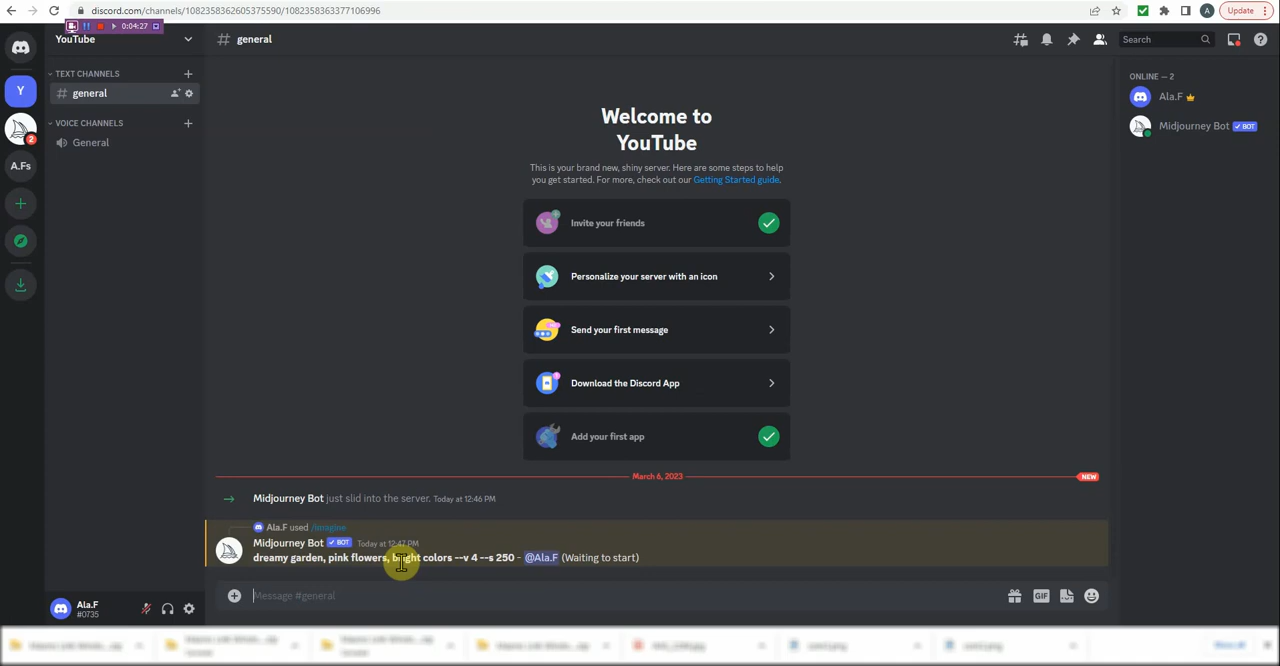 discord.com/channels/1082358362605375590/1082358363377106996
A
Update
0:04:27
YouTube
general
Search
TEXT CHANNELS
general
VOICE CHANNELS
General
Y
2
A.Fs
ONLINE — 2
Ala.F
Midjourney Bot BOT
Welcome to
YouTube
This is your brand new, shiny server. Here are some steps to help
you get started. For more, check out our Getting Started guide.
Invite your friends
Personalize your server with an icon
Send your first message
Download the Discord App
Add your first app
March 6, 2023
NEW
Midjourney Bot just slid into the server. Today at 12:46 PM
Ala.F used /imagine
Midjourney Bot BOT Today at 12:47 PM
dreamy garden, pink flowers, bright colors --v 4 --s 250 - @Ala.F (Waiting to start)
Message #general
GIF
Ala.F
#0735